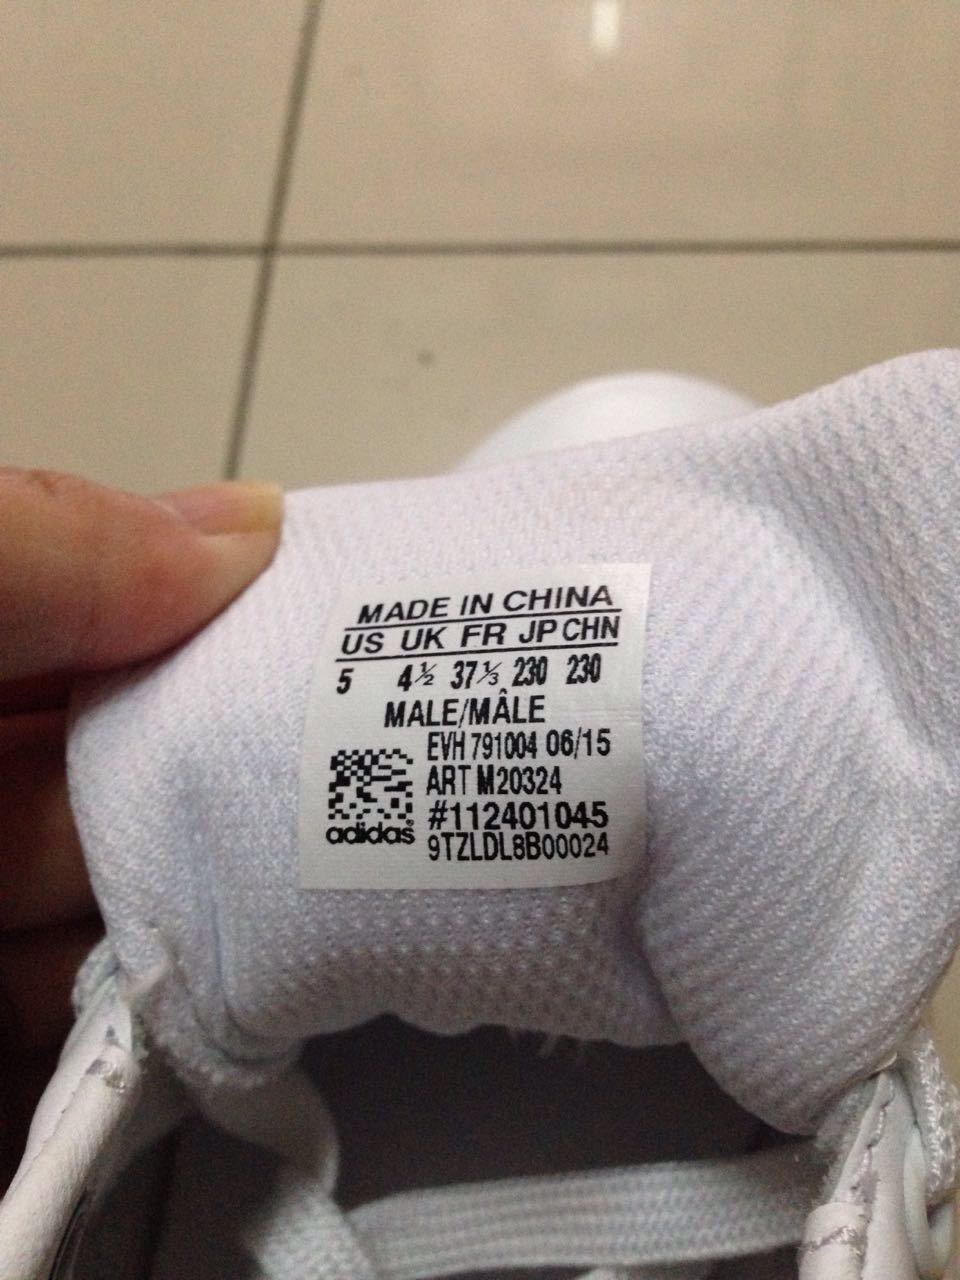 MADE IN CHINA
US UK FR JP CHN
5 4½ 37⅓ 230 230
MALE/MÂLE
EVH 791004 06/15
ART M20324
#112401045
adidas®
9TZLDL8B00024